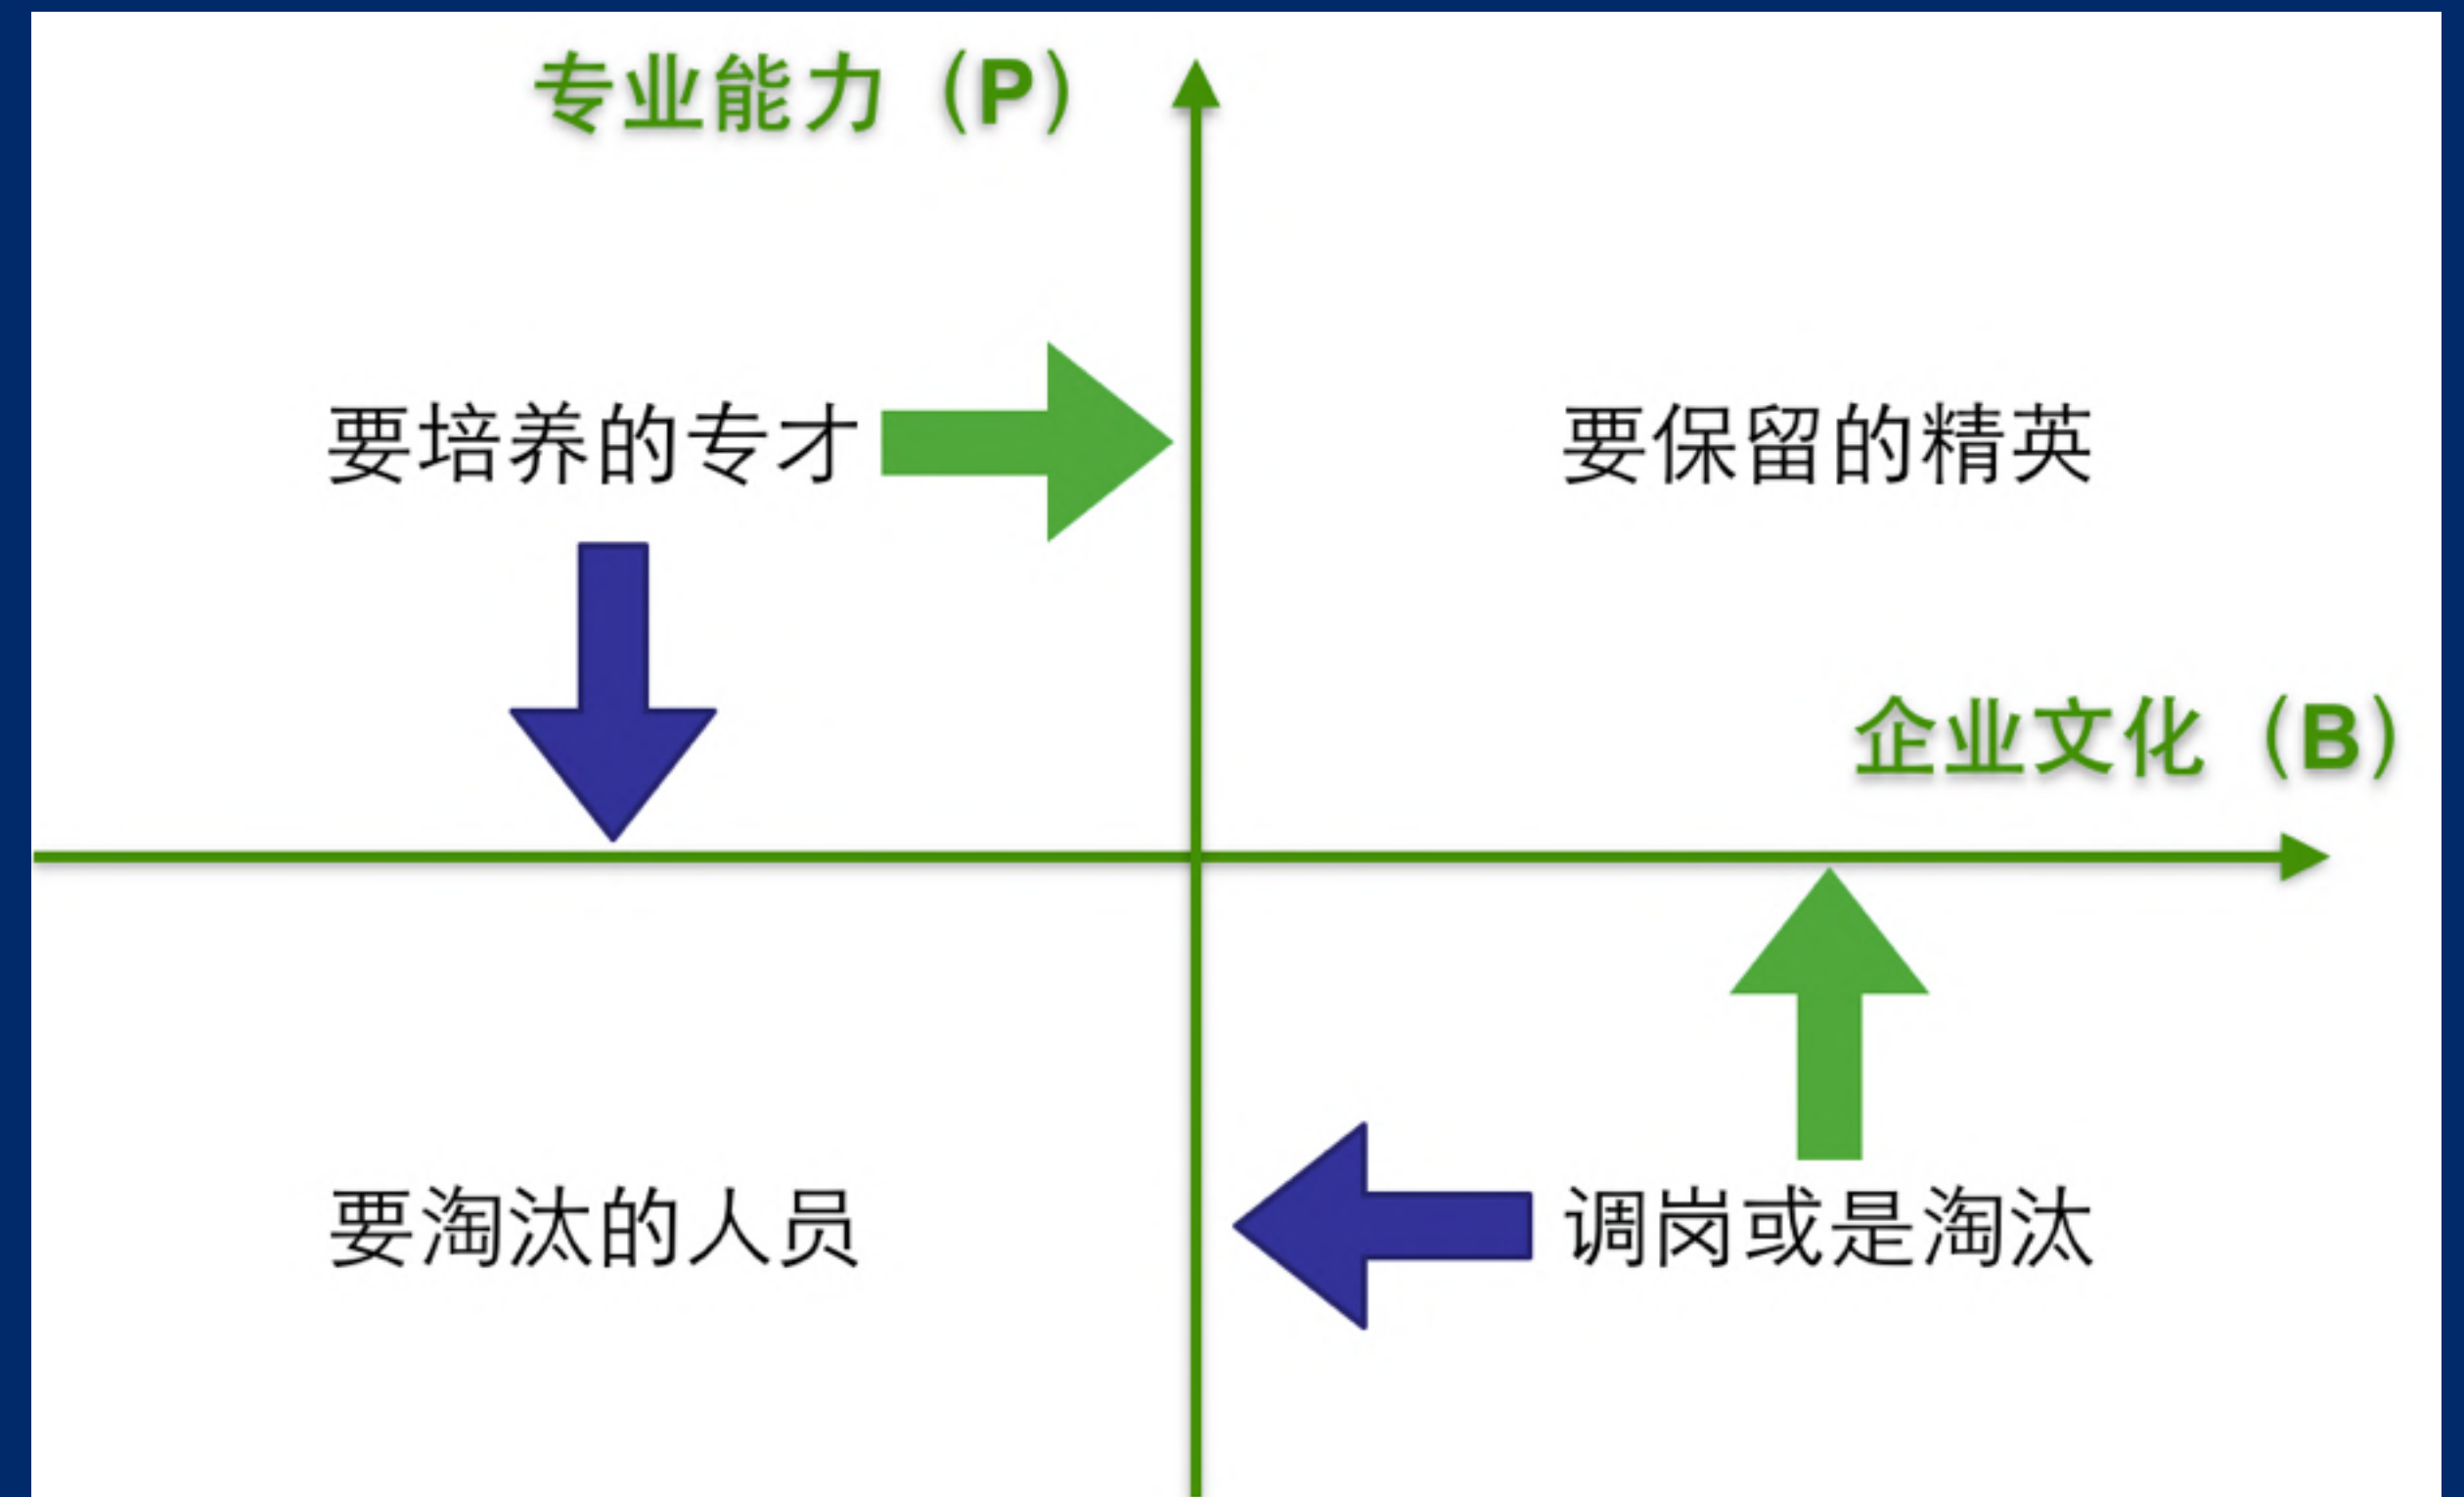 专业能力（P）
要培养的专才
要保留的精英
企业文化（B）
要淘汰的人员
调岗或是淘汰